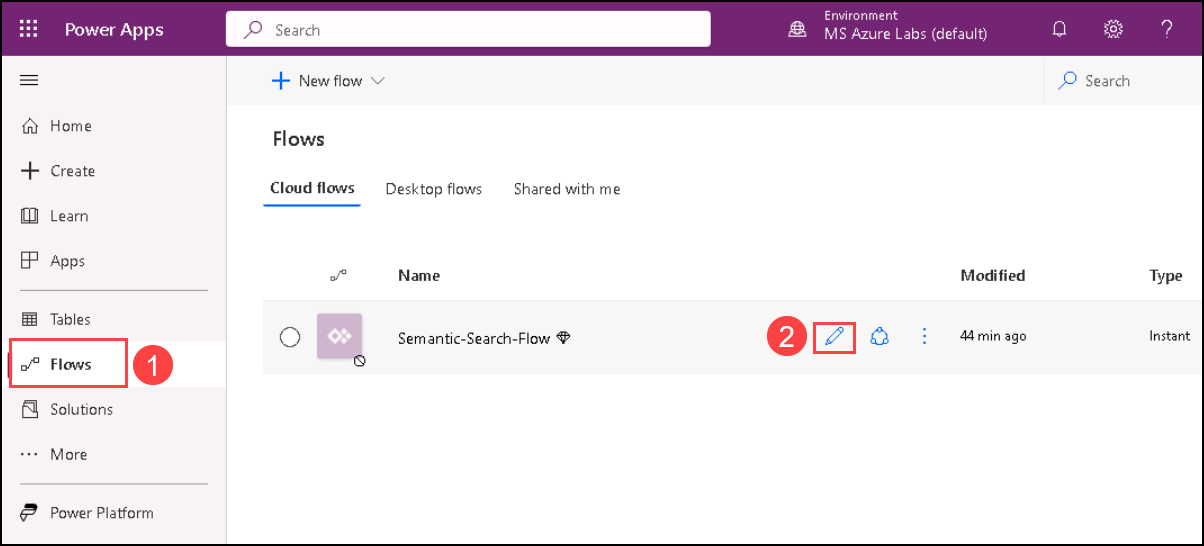 Power Apps
Search
Environment
MS Azure Labs (default)
?
New flow
Search
Home
Create
Learn
Apps
Tables
Flows
1
Solutions
More
Power Platform
Flows
Cloud flows Desktop flows Shared with me
Name Modified Type
Semantic-Search-Flow 2 44 min ago Instant